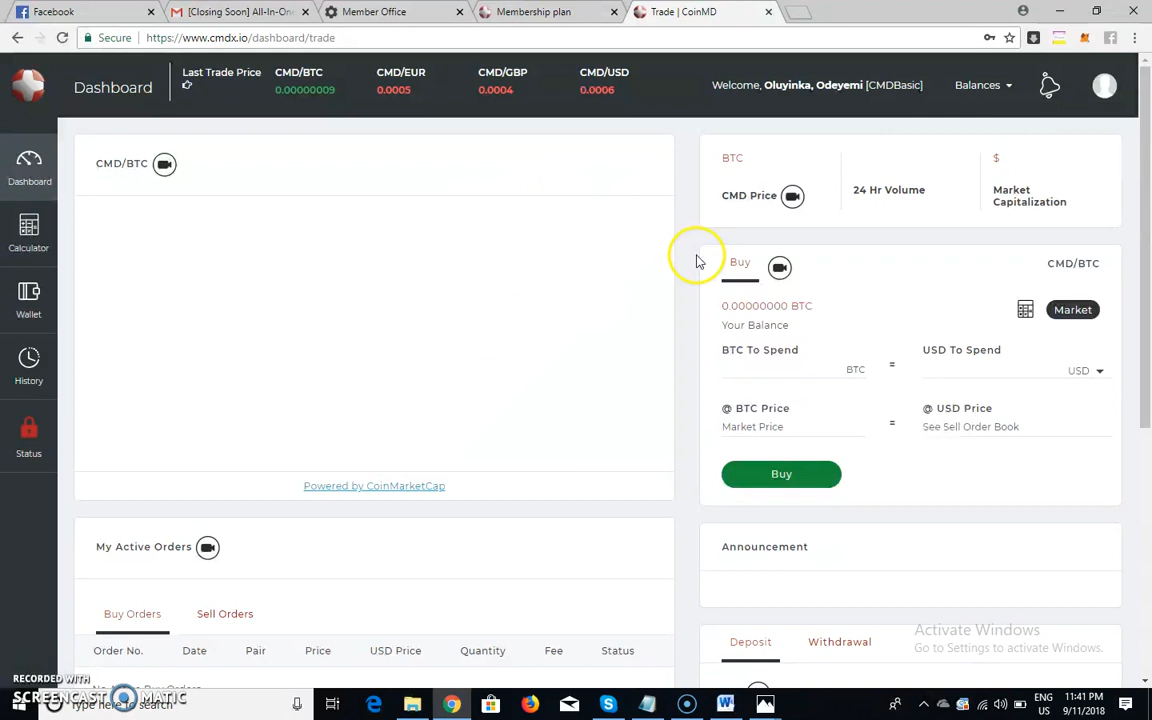 Facebook
[Closing Soon] All-In-One
Member Office
Membership plan
Trade | CoinMD
Secure
https://www.cmdx.io/dashboard/trade
Dashboard
Last Trade Price
CMD/BTC
0.00000009
CMD/EUR
0.0005
CMD/GBP
0.0004
CMD/USD
0.0006
Welcome, Oluyinka, Odeyemi [CMDBasic]
Balances
Dashboard
Calculator
Wallet
History
Status
CMD/BTC
Powered by CoinMarketCap
BTC
CMD Price
24 Hr Volume
$
Market
Capitalization
Buy
CMD/BTC
0.00000000 BTC
Your Balance
Market
BTC To Spend
BTC
=
USD To Spend
USD
@ BTC Price
Market Price
=
@ USD Price
See Sell Order Book
Buy
My Active Orders
Buy Orders
Sell Orders
Order No.
Date
Pair
Price
USD Price
Quantity
Fee
Status
Announcement
Deposit
Withdrawal
Activate Windows
Go to Settings to activate Windows.
RECORDED WITH
SCREENCAST MATIC
Type here to search
ENG
US
11:41 PM
9/11/2018